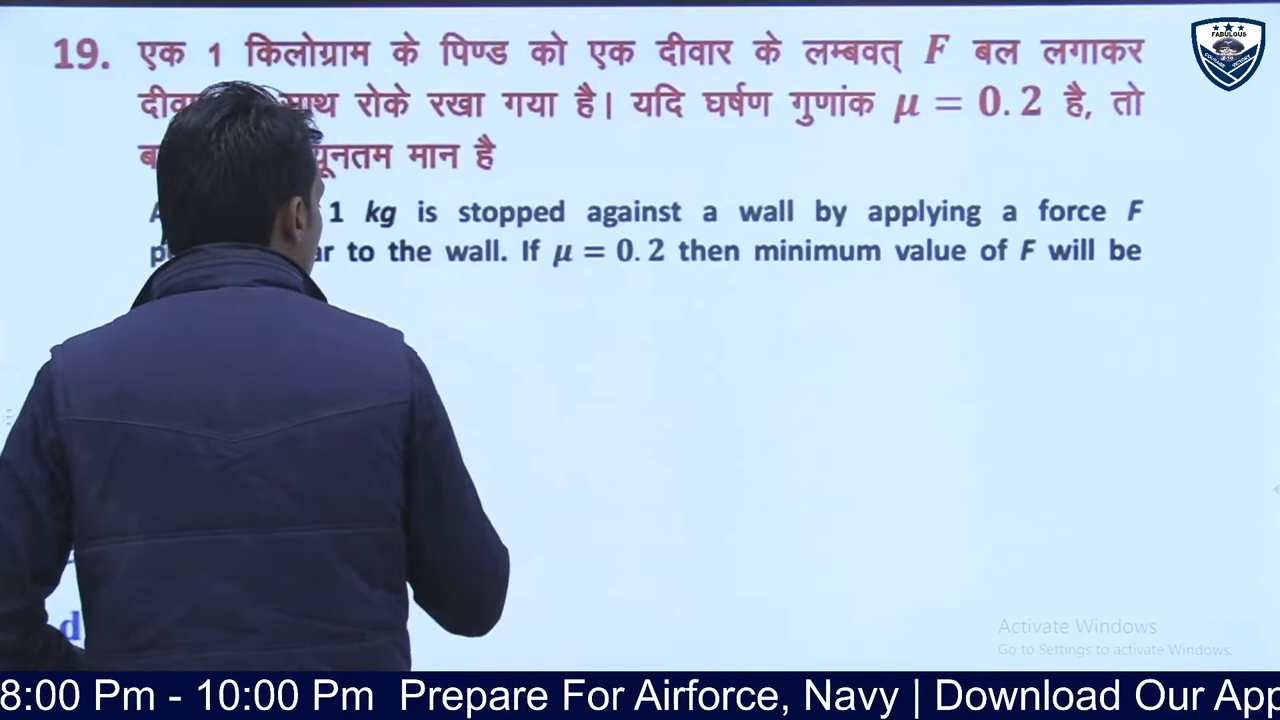 19. एक 1 किलोग्राम के पिण्ड को एक दीवार के लम्बवत् F बल लगाकर
रोके रखा गया है। यदि घर्षण गुणांक μ = 0.2 है, तो
मान है
1 kg is stopped against a wall by applying a force F
to the wall. If μ = 0.2 then minimum value of F will be
FABULOUS
Activate Windows
Go to Settings to activate Windows.
8:00 Pm - 10:00 Pm Prepare For Airforce, Navy | Download Our App